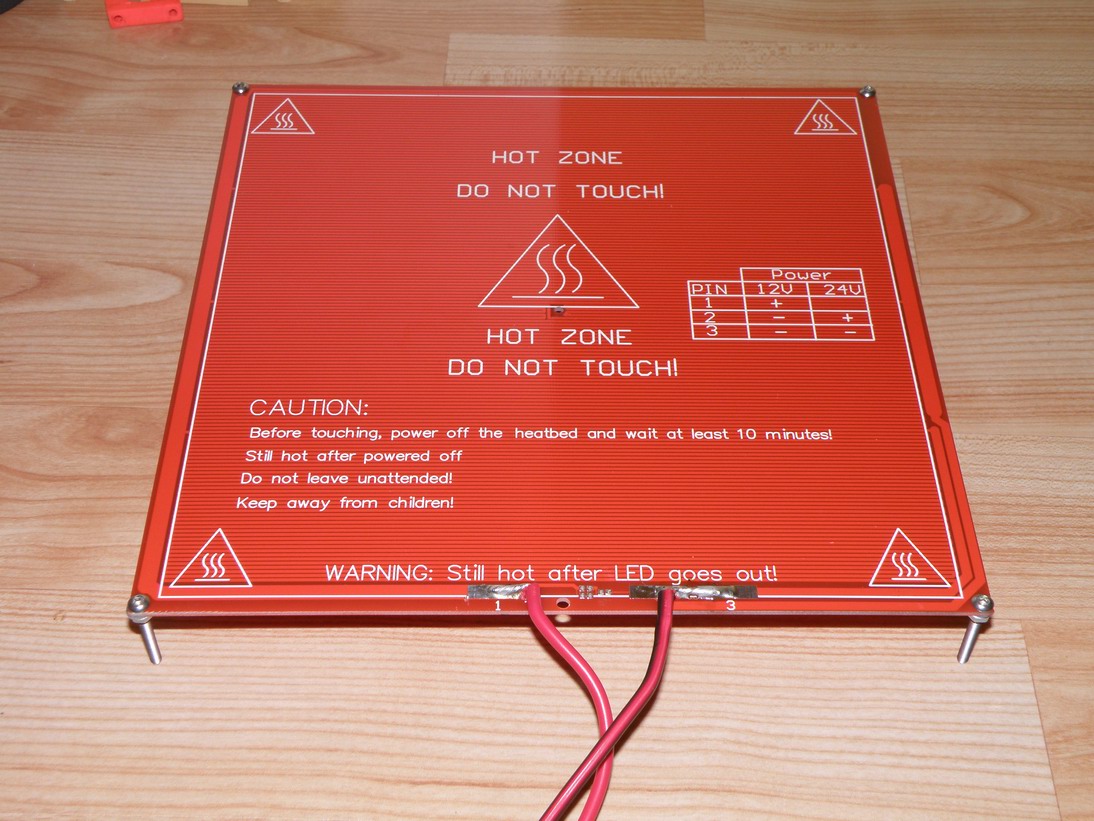 HOT ZONE
DO NOT TOUCH!
Power
PIN 12V 24V
1 +
2 - +
3 - -
HOT ZONE
DO NOT TOUCH!
CAUTION:
Before touching, power off the heatbed and wait at least 10 minutes!
Still hot after powered off
Do not leave unattended!
Keep away from children!
WARNING: Still hot after LED goes out!
1 3